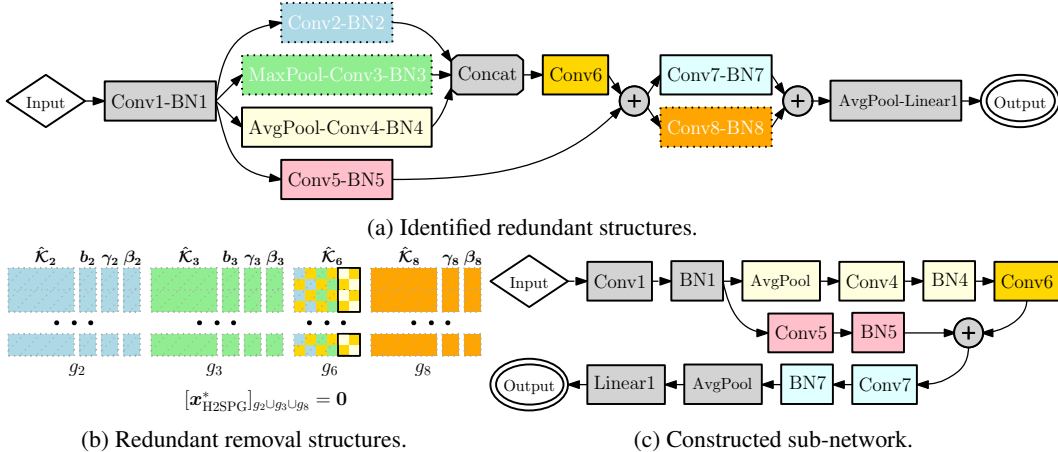 Conv2-BN2
MaxPool-Conv3-BN3
Concat
Conv6
Conv7-BN7
Input
Conv1-BN1
+
+
AvgPool-Linear1
Output
AvgPool-Conv4-BN4
Conv8-BN8
Conv5-BN5
(a) Identified redundant structures.
𝒦̂₂ b₂ γ₂ β₂ 𝒦̂₃ b₃ γ₃ β₃ 𝒦̂₆ 𝒦̂₈ γ₈ β₈
• • • • • • • • • • • •
g₂ g₃ g₆ g₈
[x*_H2SPG]_g₂∪g₃∪g₈ = 0
(b) Redundant removal structures.
Input
Conv1
BN1
AvgPool
Conv4
BN4
Conv6
Conv5
BN5
+
Output
Linear1
AvgPool
BN7
Conv7
(c) Constructed sub-network.